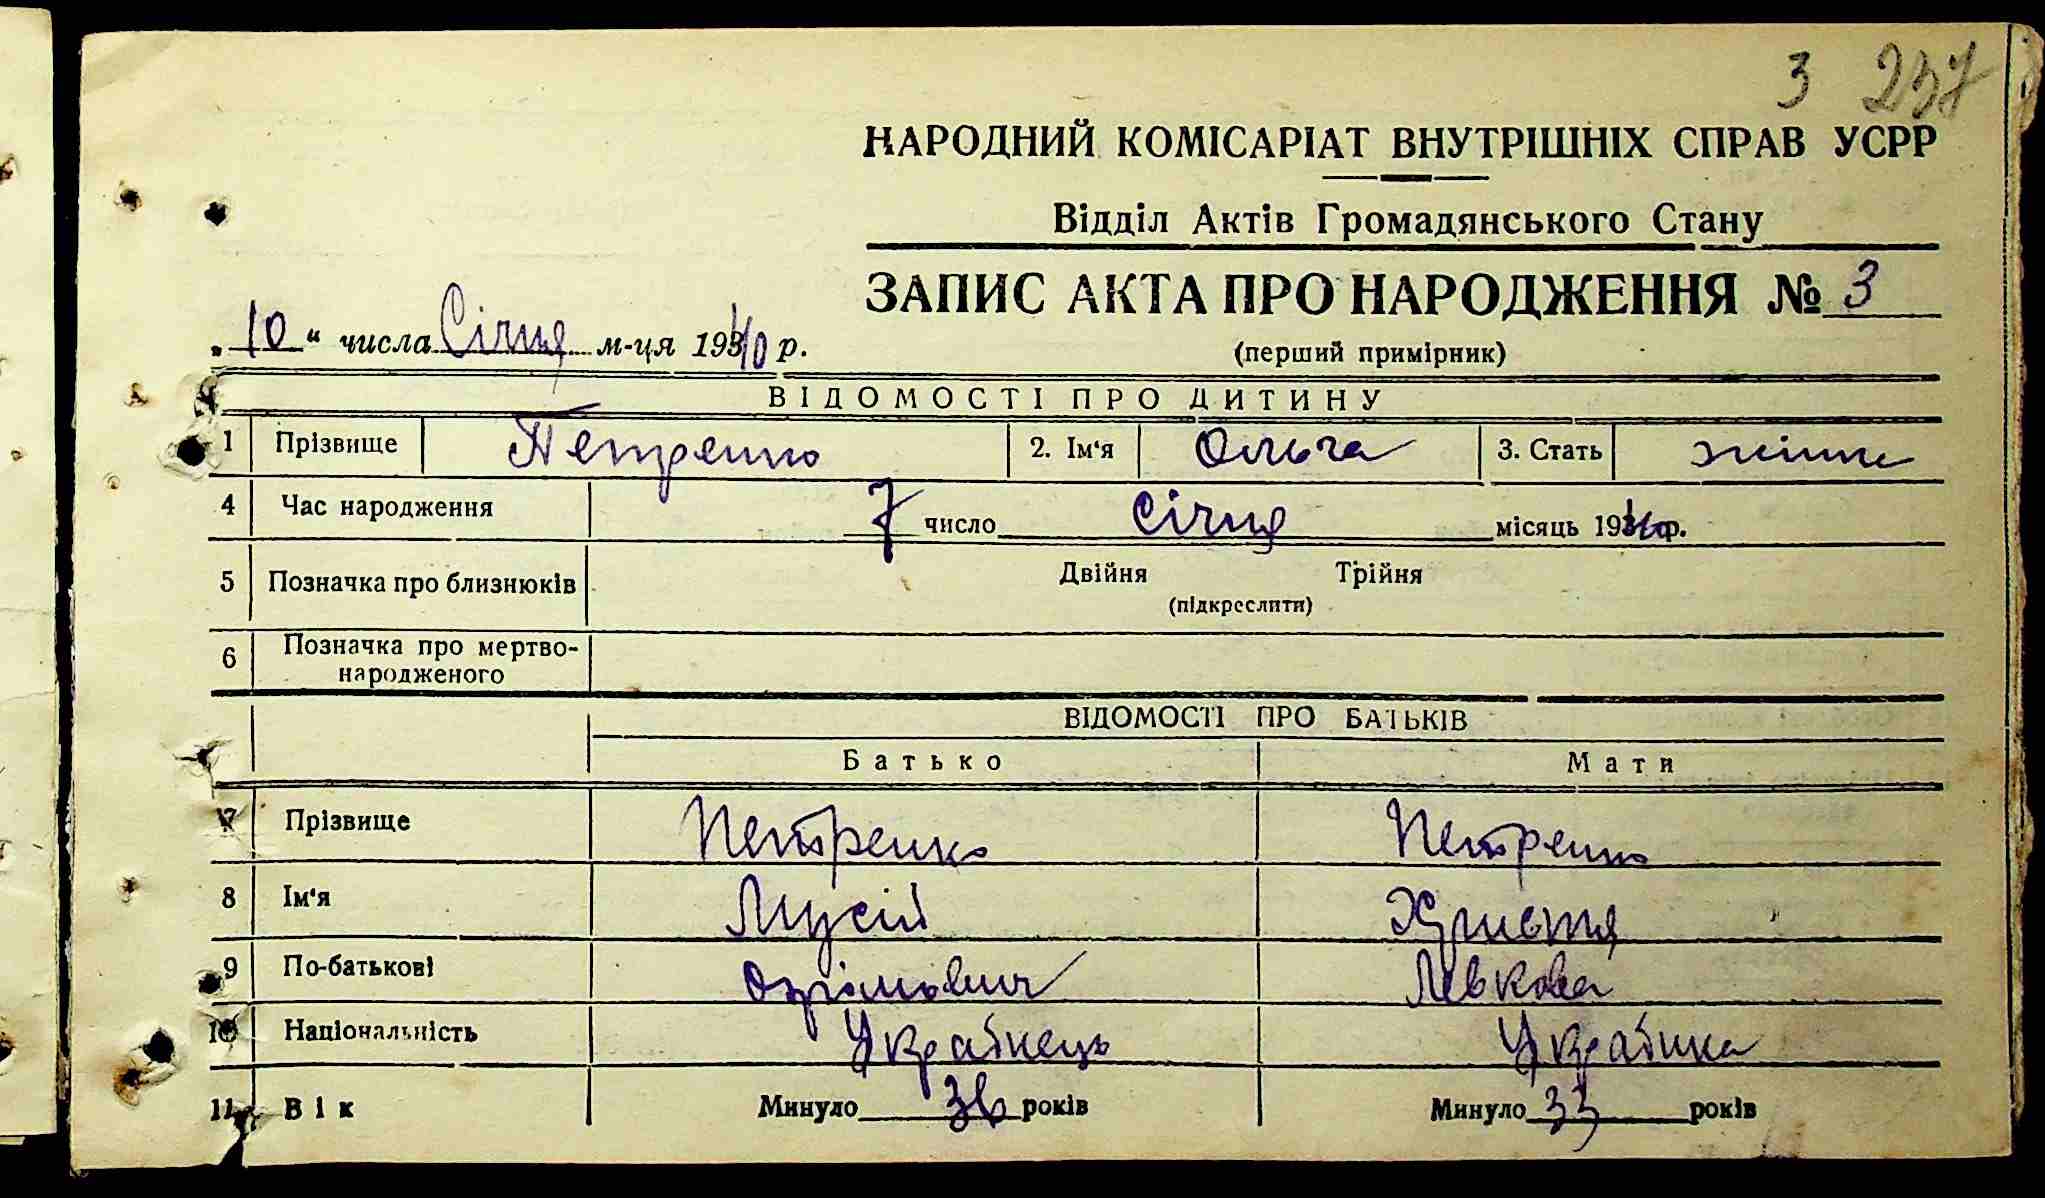 3 237
НАРОДНИЙ КОМІСАРІАТ ВНУТРІШНІХ СПРАВ УСРР
Відділ Актів Громадянського Стану
ЗАПИС АКТА ПРО НАРОДЖЕННЯ № 3
„10“ числа Січня м-ця 1940 р.
(перший примірник)
ВІДОМОСТІ ПРО ДИТИНУ
1 Прізвище Петренко 2. Ім'я Ольга 3. Стать жіноч
4 Час народження 7 число Січня місяць 1940 р.
5 Позначка про близнюків Двійня Трійня
(підкреслити)
6 Позначка про мертво-
народженого
ВІДОМОСТІ ПРО БАТЬКІВ
Батько Мати
7 Прізвище Петренко Петренко
8 Ім'я Мусій Христя
9 По-батькові Левкова
10 Національність Українець Українка
11 Вік Минуло 36 років Минуло 33 років